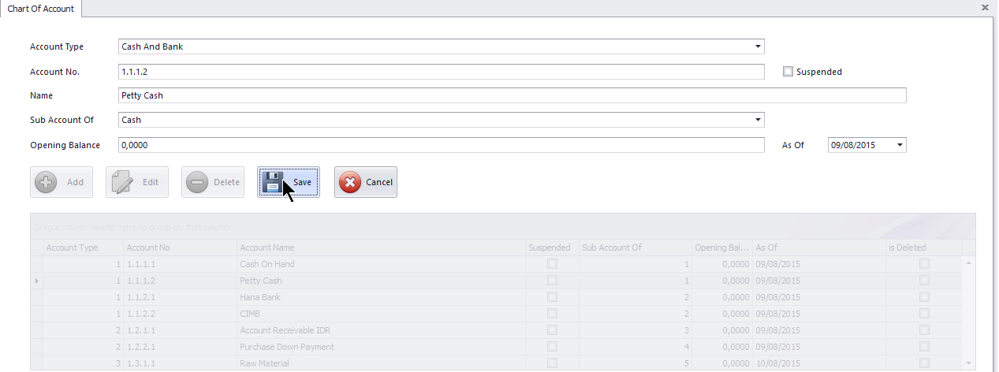 Chart Of Account
Account Type Cash And Bank
Account No. 1.1.1.2 Suspended
Name Petty Cash
Sub Account Of Cash
Opening Balance 0,0000 As Of 09/08/2015
Add Edit Delete Save Cancel
Drag a column header here to group by that column
Account Type Account No Account Name Suspended Sub Account Of Opening Bal... As Of is Deleted
1 1.1.1.1 Cash On Hand 1 0,0000 09/08/2015
1 1.1.1.2 Petty Cash 1 0,0000 09/08/2015
1 1.1.2.1 Hana Bank 2 0,0000 09/08/2015
1 1.1.2.2 CIMB 2 0,0000 09/08/2015
2 1.2.1.1 Account Receivable IDR 3 0,0000 09/08/2015
2 1.2.2.1 Purchase Down Payment 4 0,0000 09/08/2015
3 1.3.1.1 Raw Material 5 0,0000 10/08/2015